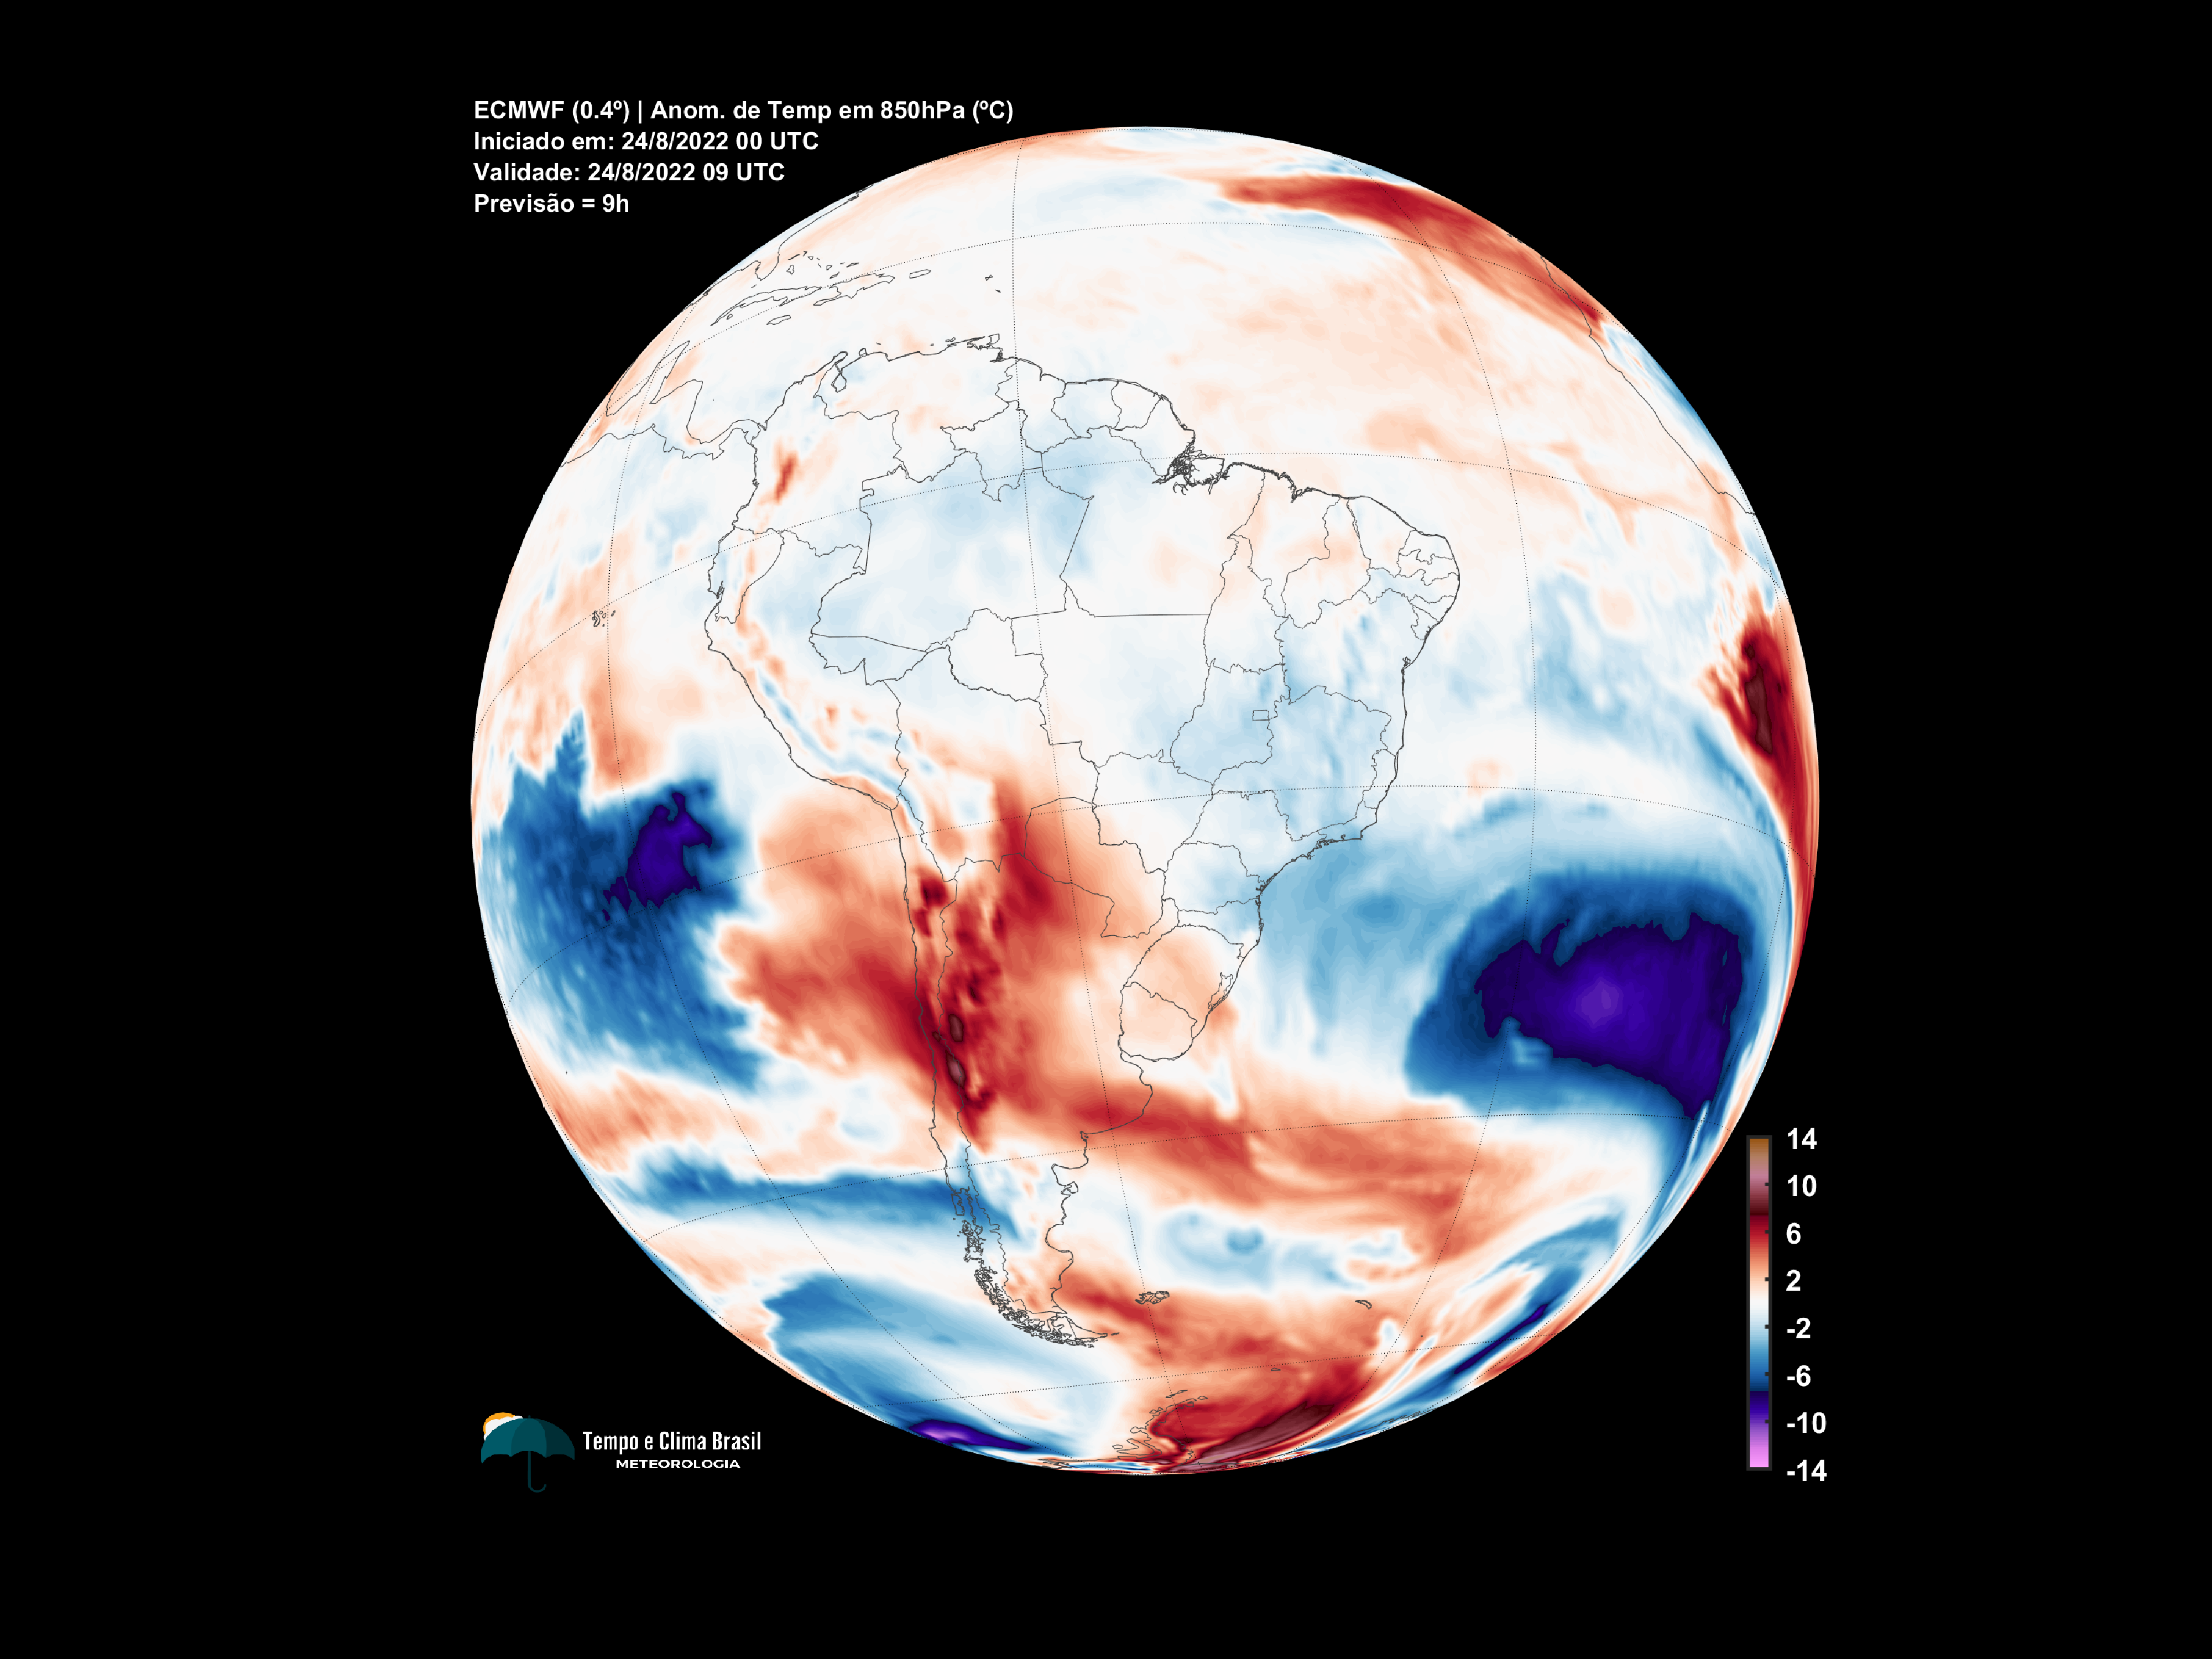 ECMWF (0.4º) | Anom. de Temp em 850hPa (ºC)
Iniciado em: 24/8/2022 00 UTC
Validade: 24/8/2022 09 UTC
Previsão = 9h
14
10
6
2
-2
-6
-10
-14
Tempo e Clima Brasil
METEOROLOGIA